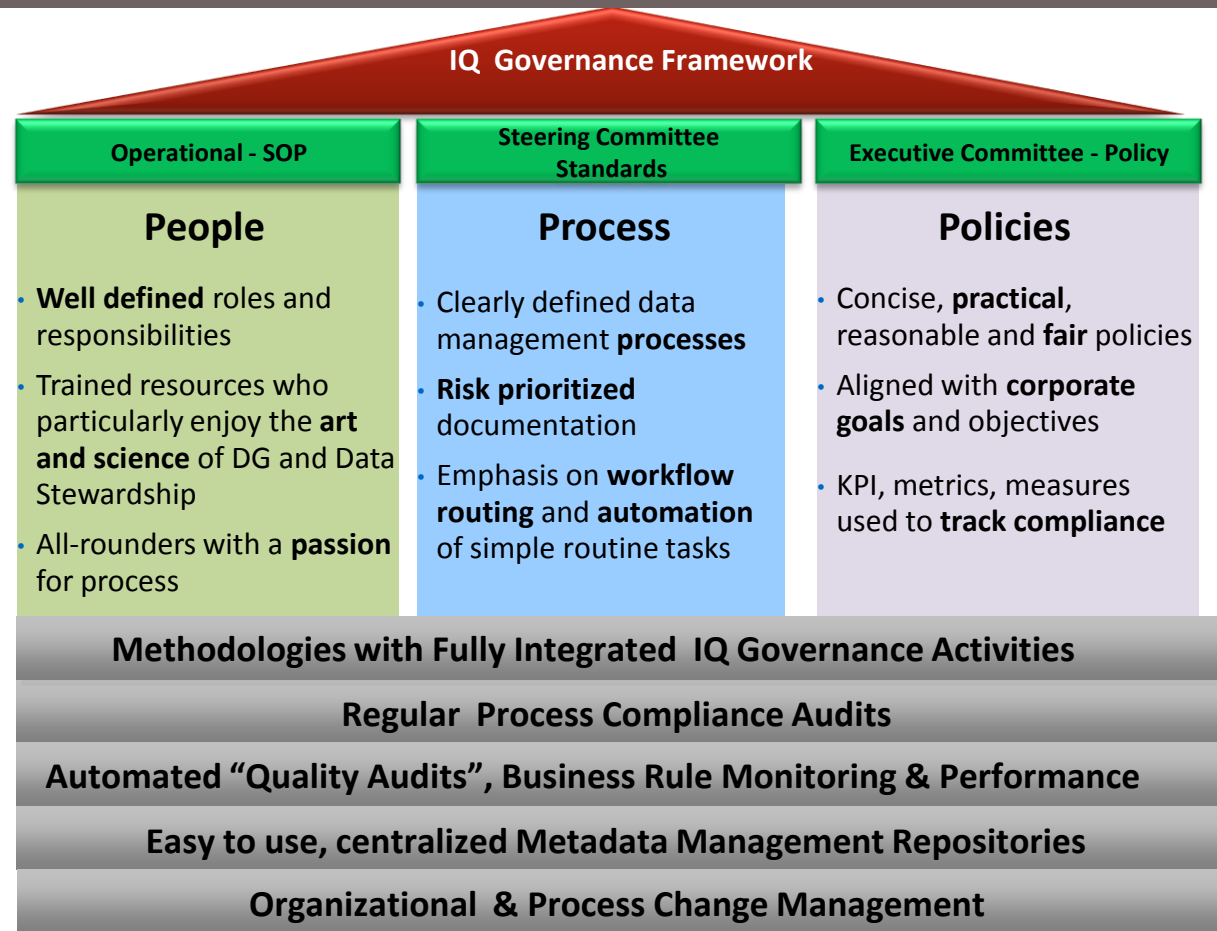 IQ Governance Framework
Operational - SOP
Steering Committee
Standards
Executive Committee - Policy
People
• Well defined roles and
responsibilities
• Trained resources who
particularly enjoy the art
and science of DG and Data
Stewardship
• All-rounders with a passion
for process
Process
• Clearly defined data
management processes
• Risk prioritized
documentation
• Emphasis on workflow
routing and automation
of simple routine tasks
Policies
• Concise, practical,
reasonable and fair policies
• Aligned with corporate
goals and objectives
• KPI, metrics, measures
used to track compliance
Methodologies with Fully Integrated IQ Governance Activities
Regular Process Compliance Audits
Automated “Quality Audits”, Business Rule Monitoring & Performance
Easy to use, centralized Metadata Management Repositories
Organizational & Process Change Management